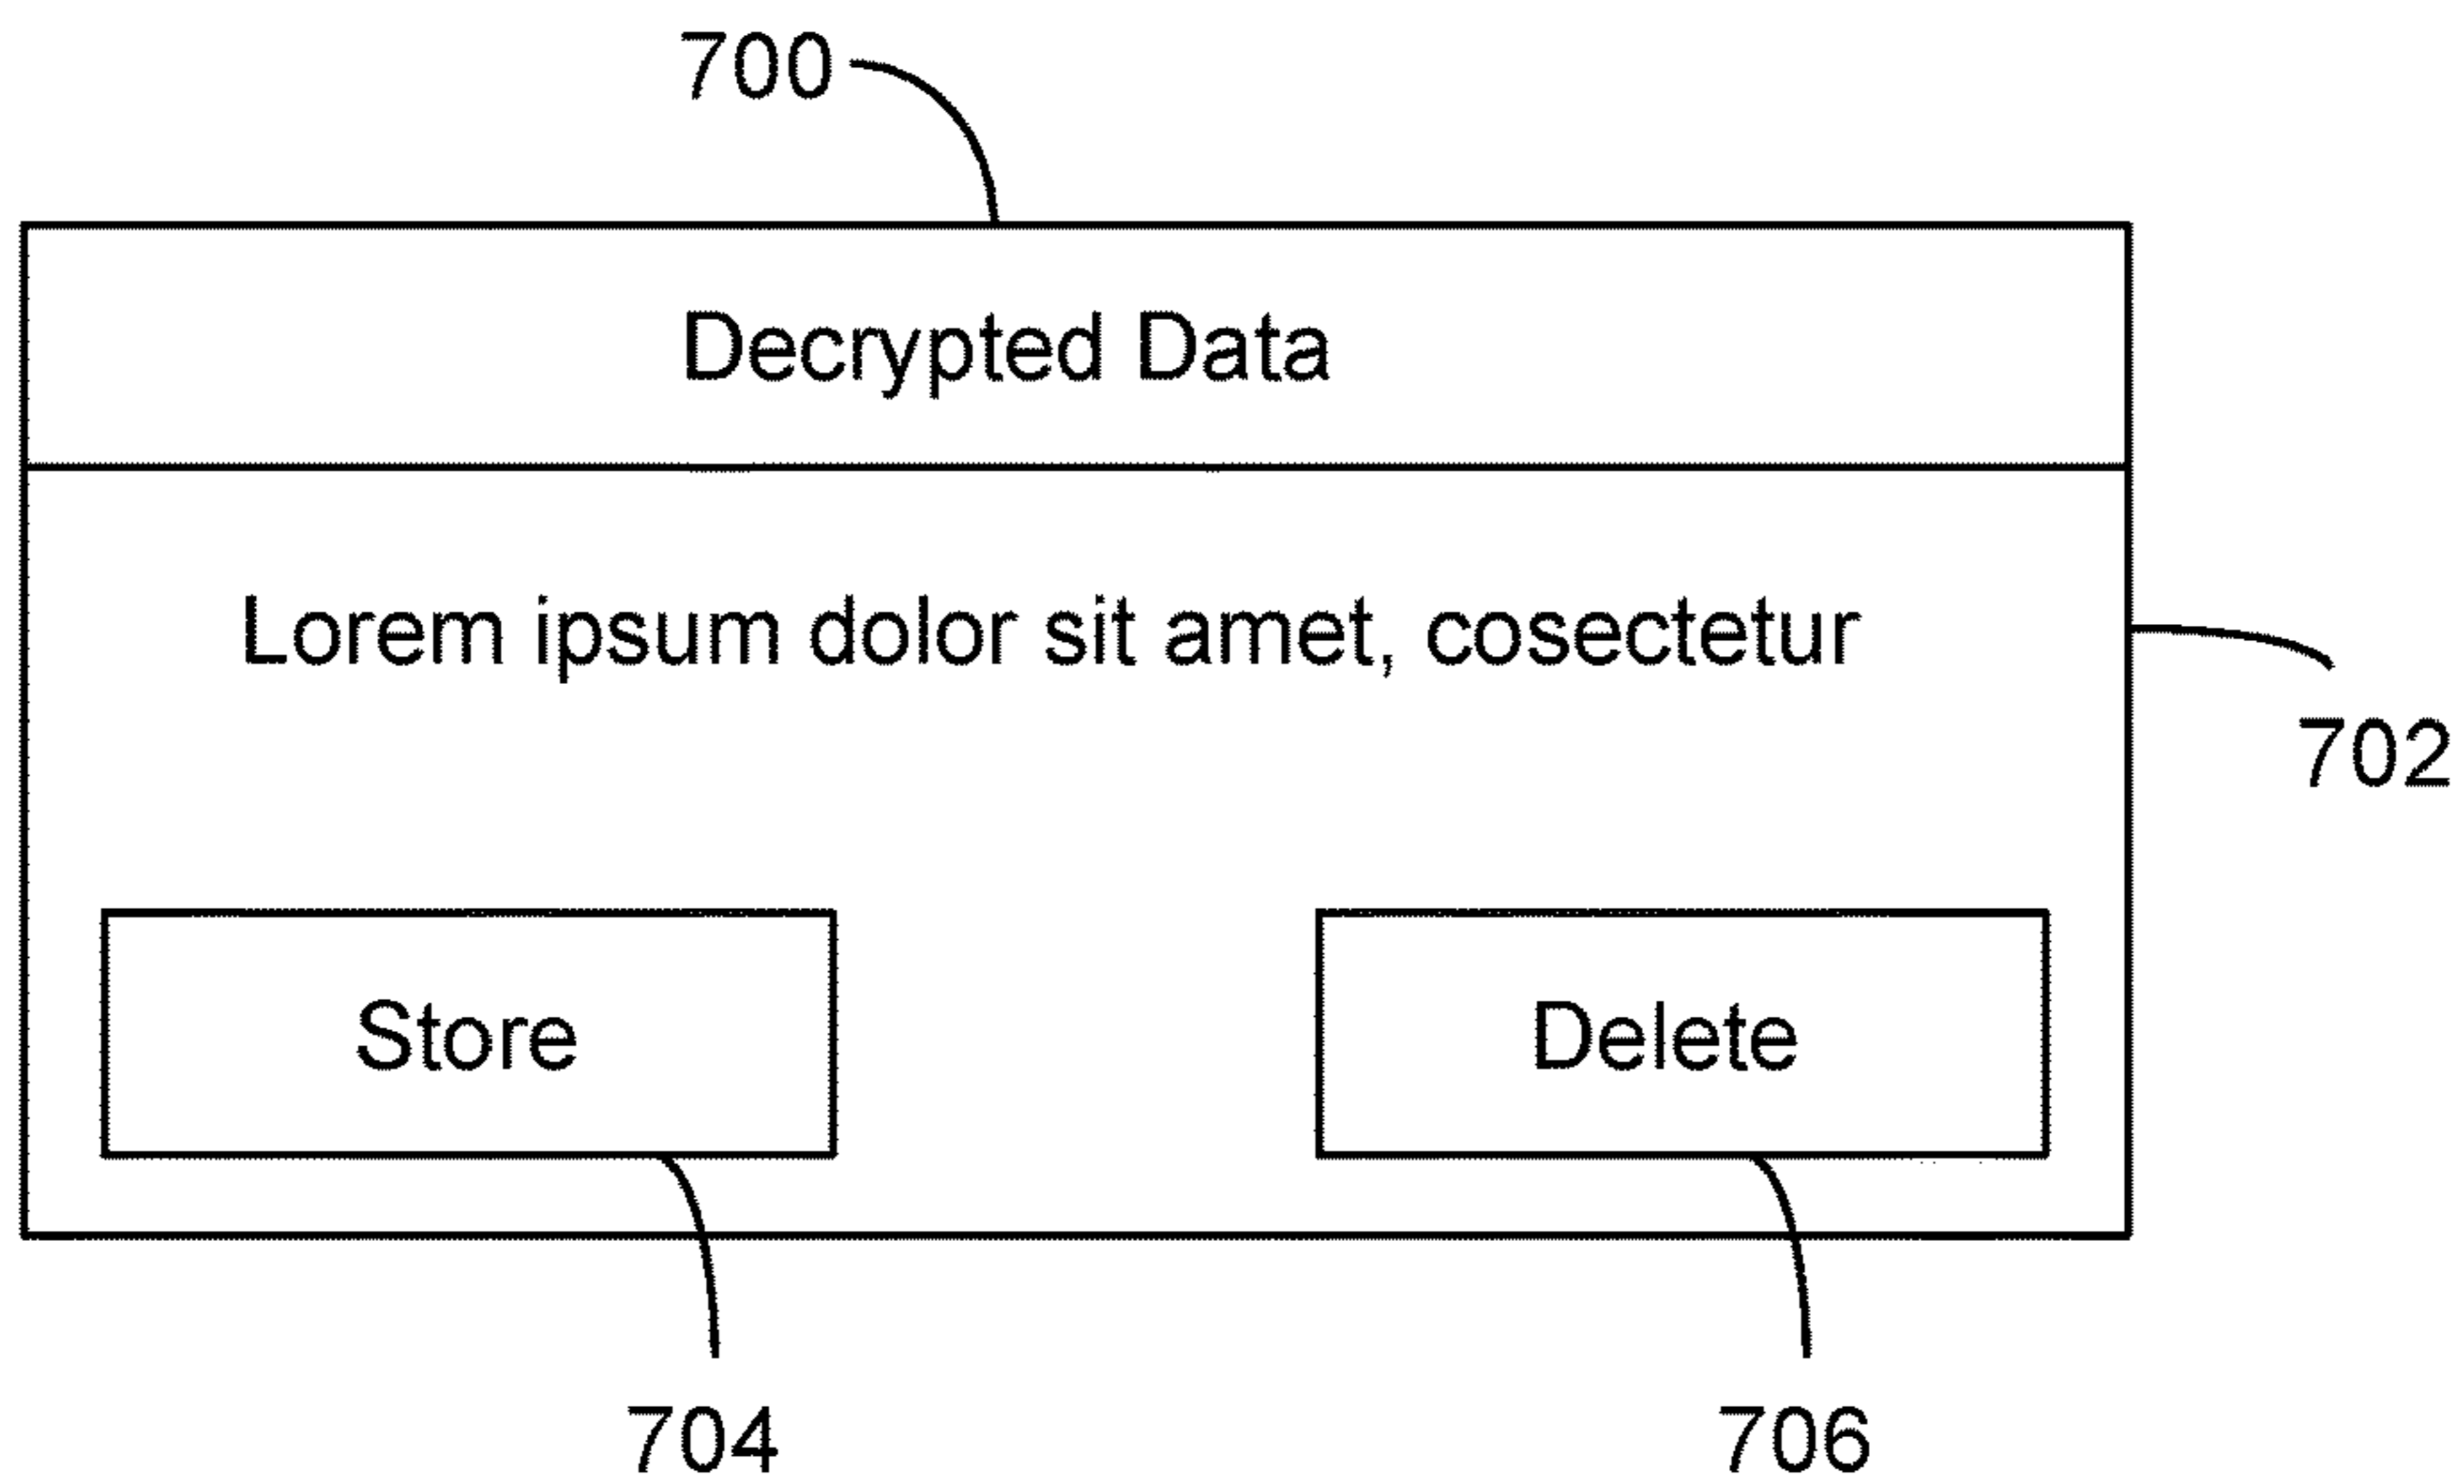 700
Decrypted Data
Lorem ipsum dolor sit amet, cosectetur
702
Store
Delete
704
706